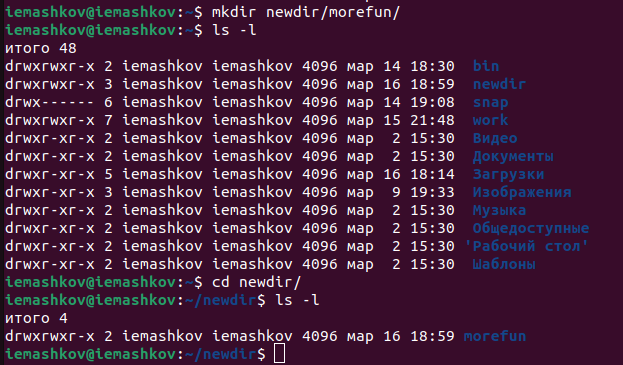 iemashkov@iemashkov:~$ mkdir newdir/morefun/
iemashkov@iemashkov:~$ ls -l
итого 48
drwxrwxr-x 2 iemashkov iemashkov 4096 мар 14 18:30  bin
drwxrwxr-x 3 iemashkov iemashkov 4096 мар 16 18:59  newdir
drwx------ 6 iemashkov iemashkov 4096 мар 14 19:08  snap
drwxrwxr-x 7 iemashkov iemashkov 4096 мар 15 21:48  work
drwxr-xr-x 2 iemashkov iemashkov 4096 мар  2 15:30  Видео
drwxr-xr-x 2 iemashkov iemashkov 4096 мар  2 15:30  Документы
drwxr-xr-x 5 iemashkov iemashkov 4096 мар 16 18:14  Загрузки
drwxr-xr-x 3 iemashkov iemashkov 4096 мар  9 19:33  Изображения
drwxr-xr-x 2 iemashkov iemashkov 4096 мар  2 15:30  Музыка
drwxr-xr-x 2 iemashkov iemashkov 4096 мар  2 15:30  Общедоступные
drwxr-xr-x 2 iemashkov iemashkov 4096 мар  2 15:30 'Рабочий стол'
drwxr-xr-x 2 iemashkov iemashkov 4096 мар  2 15:30  Шаблоны
iemashkov@iemashkov:~$ cd newdir/
iemashkov@iemashkov:~/newdir$ ls -l
итого 4
drwxrwxr-x 2 iemashkov iemashkov 4096 мар 16 18:59 morefun
iemashkov@iemashkov:~/newdir$